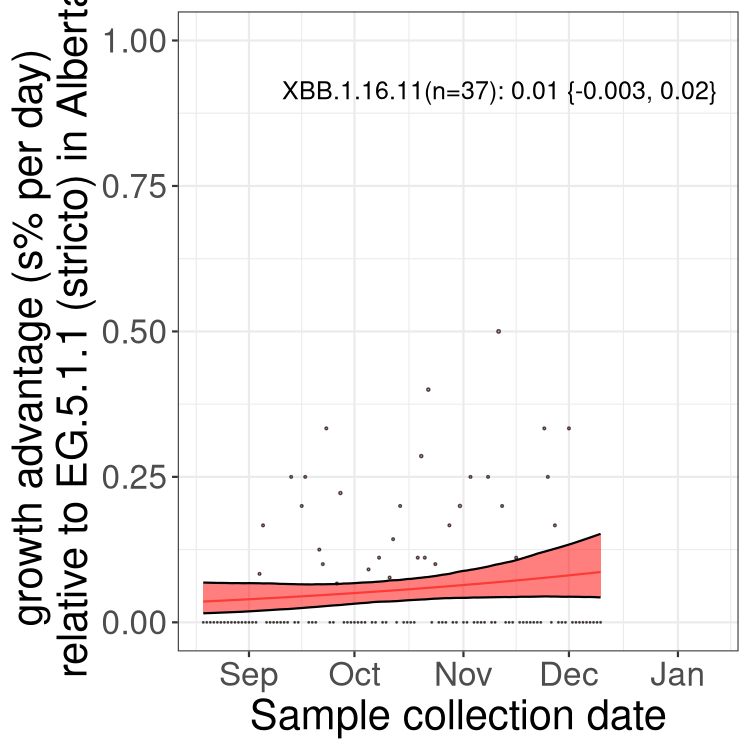 growth advantage (s% per day)
relative to EG.5.1.1 (stricto) in Alberta
1.00
0.75
0.50
0.25
0.00
XBB.1.16.11(n=37): 0.01 {-0.003, 0.02}
Sep Oct Nov Dec Jan
Sample collection date